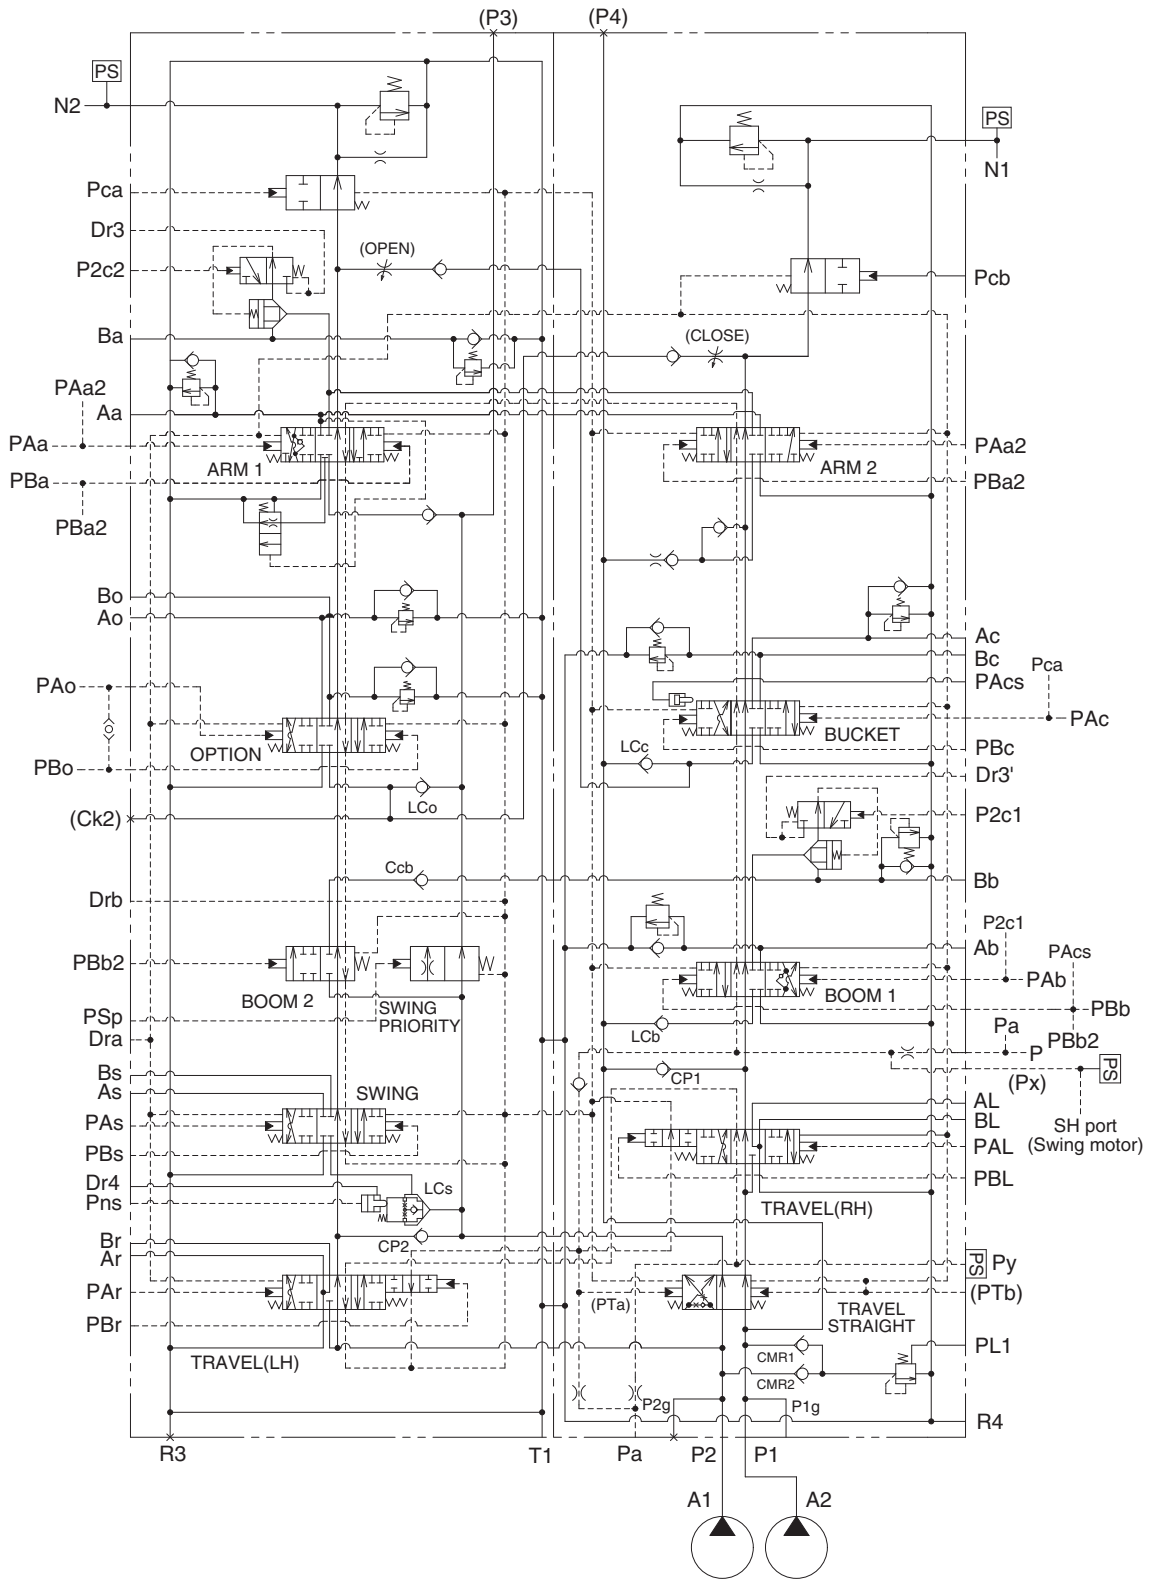 (P3) (P4)
PS
N2
PS
N1
Pca
Dr3
(OPEN)
P2c2
Pcb
Ba
(CLOSE)
PAa2
Aa
PAa
ARM 1
ARM 2
PAa2
PBa
PBa2
PBa2
Bo
Ao
Ac
Bc
Pca
PAo
PAcs
PAc
OPTION
BUCKET
LCc
PBc
PBo
Dr3'
LCo
(Ck2)
P2c1
Ccb
Bb
Drb
P2c1
Ab
PAcs
PBb2
PAb
BOOM 2
SWING
PRIORITY
BOOM 1
PBb
PSp
Pa
PBb2
Dra
LCb
P
PS
Bs
CP1
(Px)
As
SWING
AL
BL
PAs
SH port
(Swing motor)
PAL
PBs
Dr4
LCs
PBL
Pns
TRAVEL(RH)
Br
CP2
Ar
PS
Py
PAr
(PTa)
(PTb)
TRAVEL
STRAIGHT
PBr
PL1
TRAVEL(LH)
CMR1
CMR2
P2g
P1g
R4
R3
T1
Pa
P2
P1
A1
A2